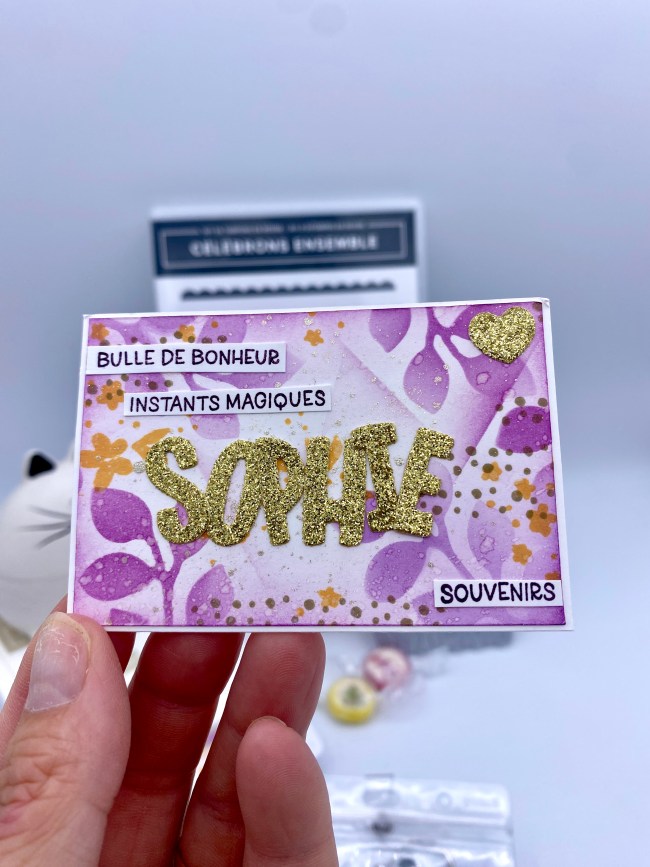 CÉLÉBRONS ENSEMBLE
BULLE DE BONHEUR
INSTANTS MAGIQUES
SOPHIE
SOUVENIRS